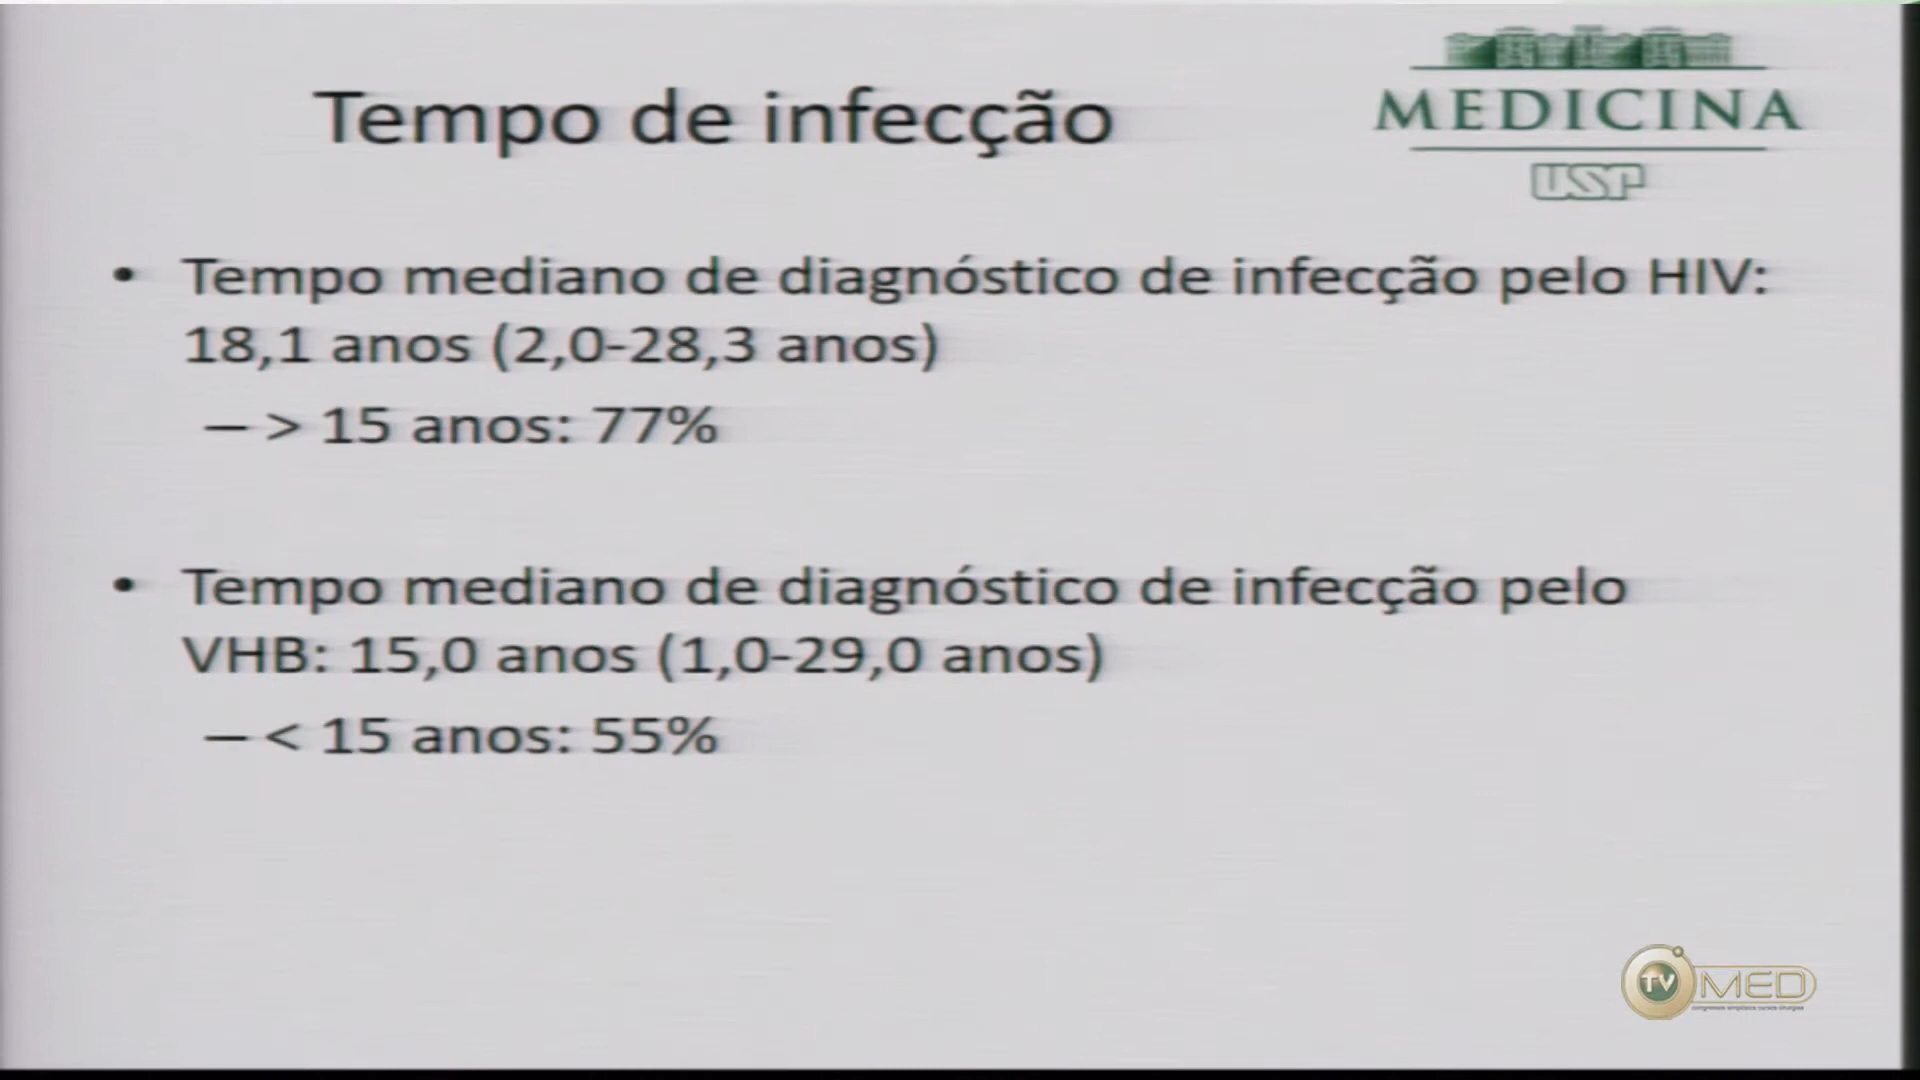 Tempo de infecção
MEDICINA
USP
• Tempo mediano de diagnóstico de infecção pelo HIV:
18,1 anos (2,0-28,3 anos)
– > 15 anos: 77%
• Tempo mediano de diagnóstico de infecção pelo
VHB: 15,0 anos (1,0-29,0 anos)
– < 15 anos: 55%
TV MED